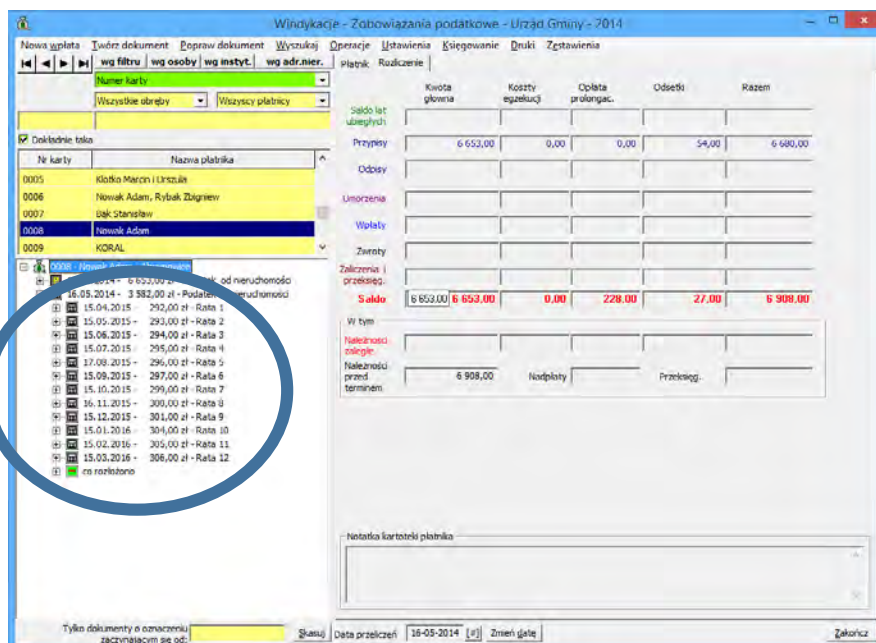 Windykacje - Zobowiązania podatkowe - Urząd Gminy - 2014
Nowa wpłata Twórz dokument Popraw dokument Wyszukaj Operacje Ustawienia Księgowanie Druki Zestawienia
wg filtru wg osoby wg instyt. wg adr.nier. Płatnik Rozliczenie
Numer karty
Wszystkie obręby Wszyscy płatnicy
Dokładnie taka
Nr karty Nazwa płatnika
0005 Klotko Marcin i Urszula
0006 Nowak Adam, Rybak Zbigniew
0007 Bąk Stanisław
0008 Nowak Adam
0009 KORAL
0008 - Nowak Adam -
2014 - 6 653,00 zł - od nieruchomości
16.05.2014 - 3 582,00 zł - Podatek nieruchomości
15.04.2015 - 292,00 zł - Rata 1
15.05.2015 - 293,00 zł - Rata 2
15.06.2015 - 294,00 zł - Rata 3
15.07.2015 - 295,00 zł - Rata 4
17.08.2015 - 296,00 zł - Rata 5
15.09.2015 - 297,00 zł - Rata 6
15.10.2015 - 299,00 zł - Rata 7
16.11.2015 - 300,00 zł - Rata 8
15.12.2015 - 301,00 zł - Rata 9
15.01.2016 - 304,00 zł - Rata 10
15.02.2016 - 305,00 zł - Rata 11
15.03.2016 - 306,00 zł - Rata 12
co rozłożono
Kwota główna Koszty egzekucji Opłata prolongac. Odsetki Razem
Saldo lat ubiegłych
Przypisy 6 653,00 0,00 0,00 54,00 6 680,00
Odpisy
Umorzenia
Wpłaty
Zwroty
Zaliczenia i przeksięg.
Saldo 6 653,00 6 653,00 0,00 228,00 27,00 6 908,00
W tym
Należności zaległe
Należności przed terminem 6 908,00 Nadpłaty Przeksięg.
Notatka kartoteki płatnika
Tylko dokumenty o oznaczeniu zaczynającym się od: Skasuj Data przeliczeń 16-05-2014 [#] Zmień datę Zakończ